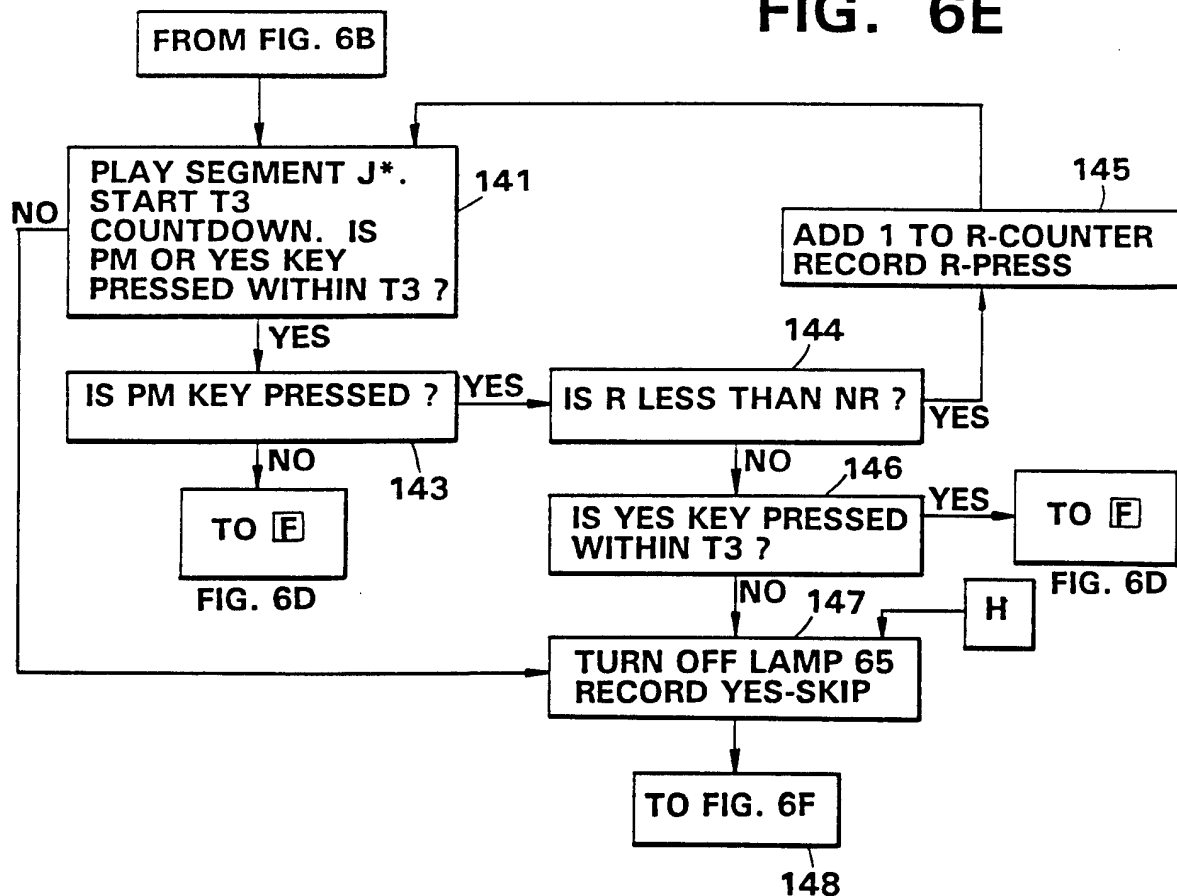 FIG. 6E
FROM FIG. 6B
PLAY SEGMENT J*.
START T3
COUNTDOWN. IS
PM OR YES KEY
PRESSED WITHIN T3 ?
141
NO
YES
145
ADD 1 TO R-COUNTER
RECORD R-PRESS
IS PM KEY PRESSED ?
143
YES
NO
144
IS R LESS THAN NR ?
YES
NO
TO F
FIG. 6D
146
IS YES KEY PRESSED
WITHIN T3 ?
YES
NO
TO F
FIG. 6D
H
147
TURN OFF LAMP 65
RECORD YES-SKIP
TO FIG. 6F
148